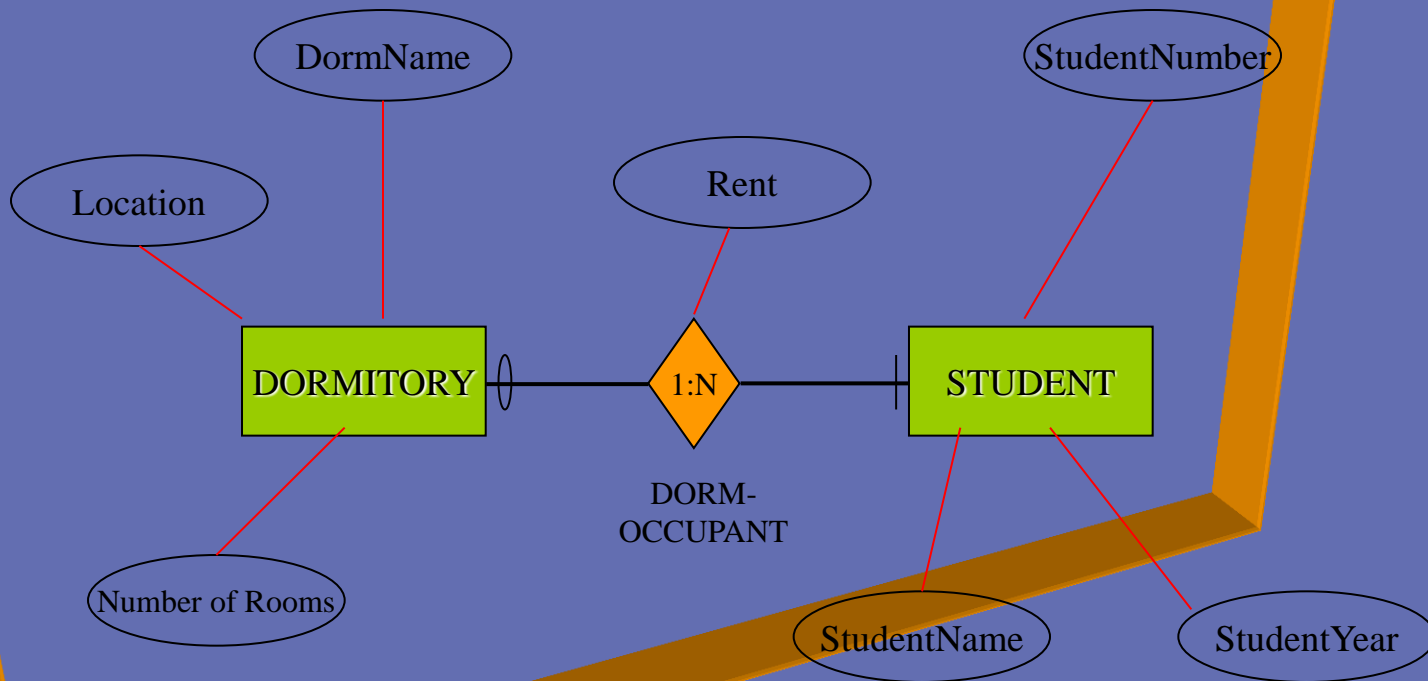 DormName
StudentNumber
Location
Rent
DORMITORY
1:N
STUDENT
DORM-
OCCUPANT
Number of Rooms
StudentName
StudentYear